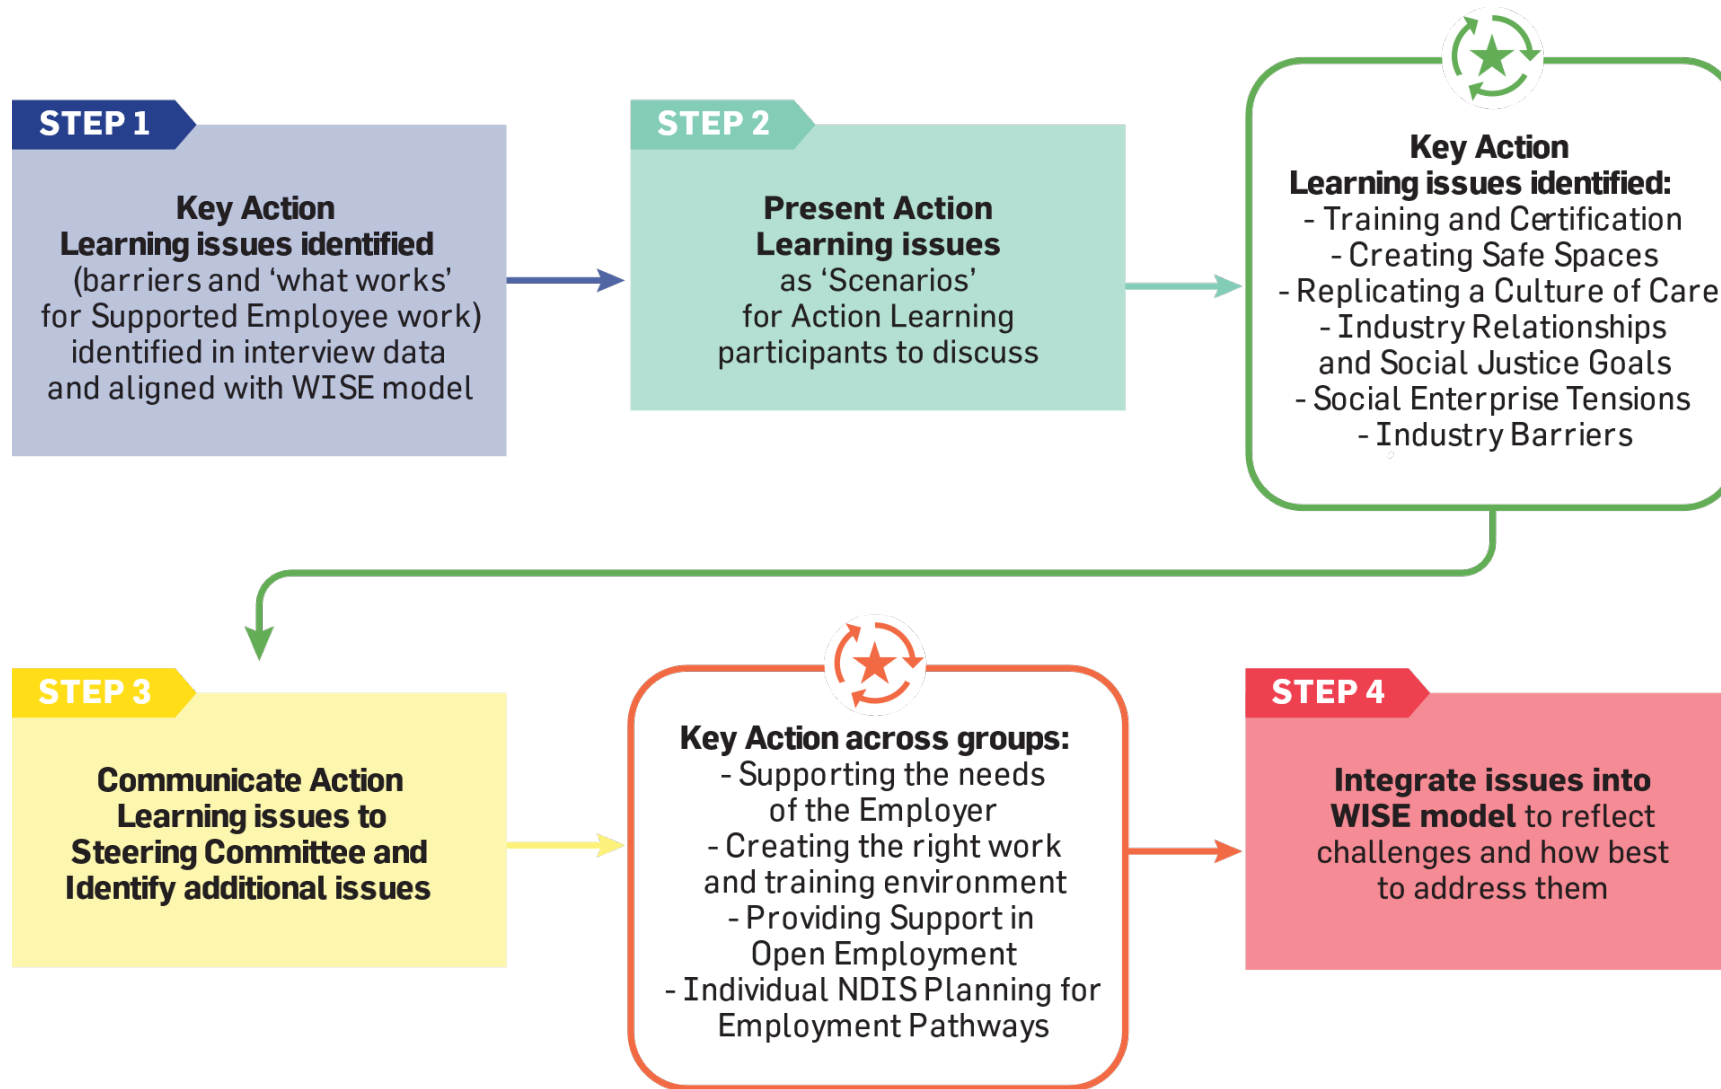 STEP 1
Key Action
Learning issues identified
(barriers and ‘what works’
for Supported Employee work)
identified in interview data
and aligned with WISE model
STEP 2
Present Action
Learning issues
as ‘Scenarios’
for Action Learning
participants to discuss
Key Action
Learning issues identified:
- Training and Certification
- Creating Safe Spaces
- Replicating a Culture of Care
- Industry Relationships
and Social Justice Goals
- Social Enterprise Tensions
- Industry Barriers
STEP 3
Communicate Action
Learning issues to
Steering Committee and
Identify additional issues
Key Action across groups:
- Supporting the needs
of the Employer
- Creating the right work
and training environment
- Providing Support in
Open Employment
- Individual NDIS Planning for
Employment Pathways
STEP 4
Integrate issues into
WISE model to reflect
challenges and how best
to address them